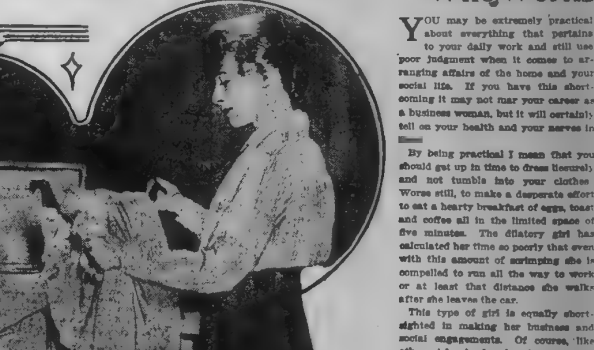 YOU may be extremely practical
about everything that pertains
to your daily work and still use
poor judgment when it comes to ar-
ranging affairs of the home and your
social life. If you have this short-
coming it may not mar your career as
a business woman, but it will certainly
tell on your health and your nerves in
By being practical I mean that you
should get up in time to dress leisurely
and not tumble into your clothes
Worse still, to make a desperate effort
to eat a hearty breakfast of eggs, toast
and coffee all in the limited space of
five minutes. The dilatory girl has
calculated her time so poorly that even
with this amount of scrimping she is
compelled to run all the way to work
or at least that distance she walks
after she leaves the car.
This type of girl is equally short-
sighted in making her business and
social engagements. Of course, like